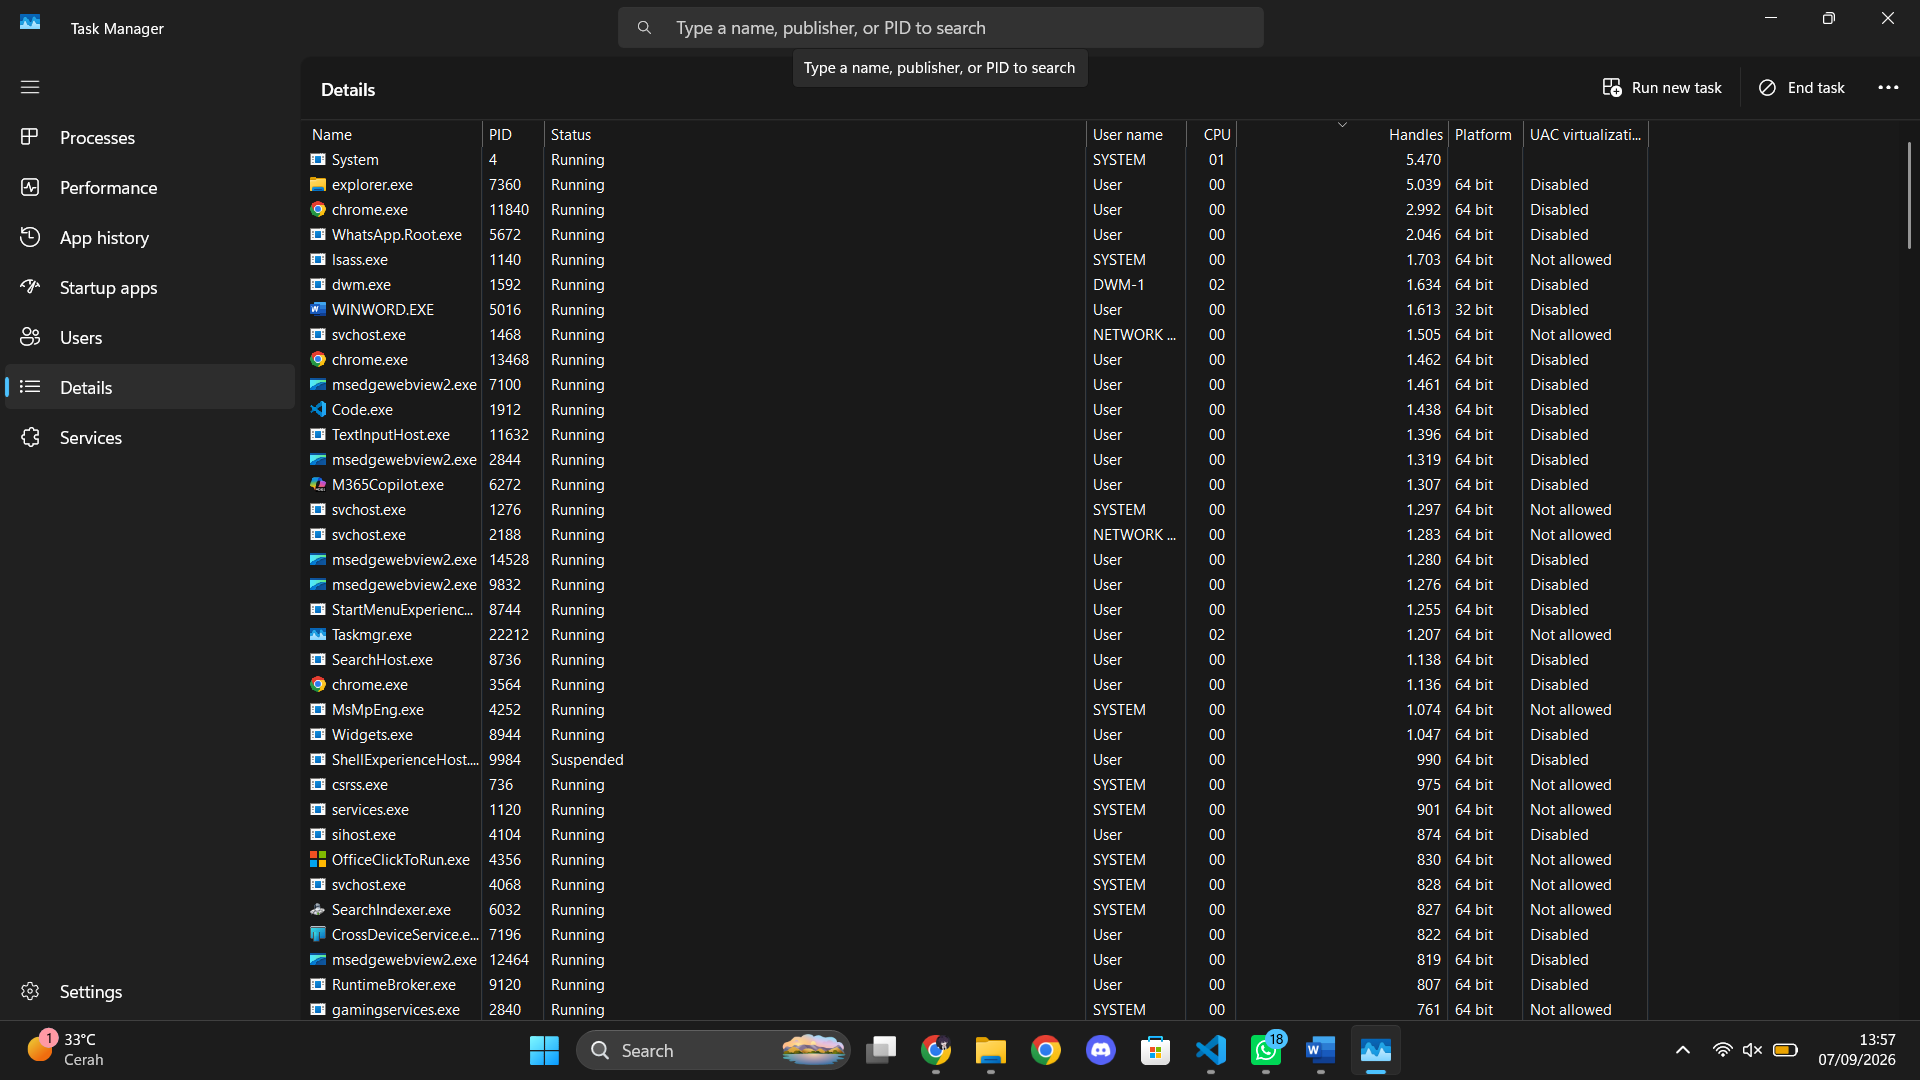 Task Manager
Type a name, publisher, or PID to search
Type a name, publisher, or PID to search
Details
Run new task
End task
Processes
Performance
App history
Startup apps
Users
Details
Services
Settings
Name PID Status User name CPU Handles Platform UAC virtualizati...
System 4 Running SYSTEM 01 5.470
explorer.exe 7360 Running User 00 5.039 64 bit Disabled
chrome.exe 11840 Running User 00 2.992 64 bit Disabled
WhatsApp.Root.exe 5672 Running User 00 2.046 64 bit Disabled
lsass.exe 1140 Running SYSTEM 00 1.703 64 bit Not allowed
dwm.exe 1592 Running DWM-1 02 1.634 64 bit Disabled
WINWORD.EXE 5016 Running User 00 1.613 32 bit Disabled
svchost.exe 1468 Running NETWORK ... 00 1.505 64 bit Not allowed
chrome.exe 13468 Running User 00 1.462 64 bit Disabled
msedgewebview2.exe 7100 Running User 00 1.461 64 bit Disabled
Code.exe 1912 Running User 00 1.438 64 bit Disabled
TextInputHost.exe 11632 Running User 00 1.396 64 bit Disabled
msedgewebview2.exe 2844 Running User 00 1.319 64 bit Disabled
M365Copilot.exe 6272 Running User 00 1.307 64 bit Disabled
svchost.exe 1276 Running SYSTEM 00 1.297 64 bit Not allowed
svchost.exe 2188 Running NETWORK ... 00 1.283 64 bit Not allowed
msedgewebview2.exe 14528 Running User 00 1.280 64 bit Disabled
msedgewebview2.exe 9832 Running User 00 1.276 64 bit Disabled
StartMenuExperienc... 8744 Running User 00 1.255 64 bit Disabled
Taskmgr.exe 22212 Running User 02 1.207 64 bit Not allowed
SearchHost.exe 8736 Running User 00 1.138 64 bit Disabled
chrome.exe 3564 Running User 00 1.136 64 bit Disabled
MsMpEng.exe 4252 Running SYSTEM 00 1.074 64 bit Not allowed
Widgets.exe 8944 Running User 00 1.047 64 bit Disabled
ShellExperienceHost.... 9984 Suspended User 00 990 64 bit Disabled
csrss.exe 736 Running SYSTEM 00 975 64 bit Not allowed
services.exe 1120 Running SYSTEM 00 901 64 bit Not allowed
sihost.exe 4104 Running User 00 874 64 bit Disabled
OfficeClickToRun.exe 4356 Running SYSTEM 00 830 64 bit Not allowed
svchost.exe 4068 Running SYSTEM 00 828 64 bit Not allowed
SearchIndexer.exe 6032 Running SYSTEM 00 827 64 bit Not allowed
CrossDeviceService.e... 7196 Running User 00 822 64 bit Disabled
msedgewebview2.exe 12464 Running User 00 819 64 bit Disabled
RuntimeBroker.exe 9120 Running User 00 807 64 bit Disabled
gamingservices.exe 2840 Running SYSTEM 00 761 64 bit Not allowed
1
33°C
Cerah
Search
18
13:57
07/09/2026